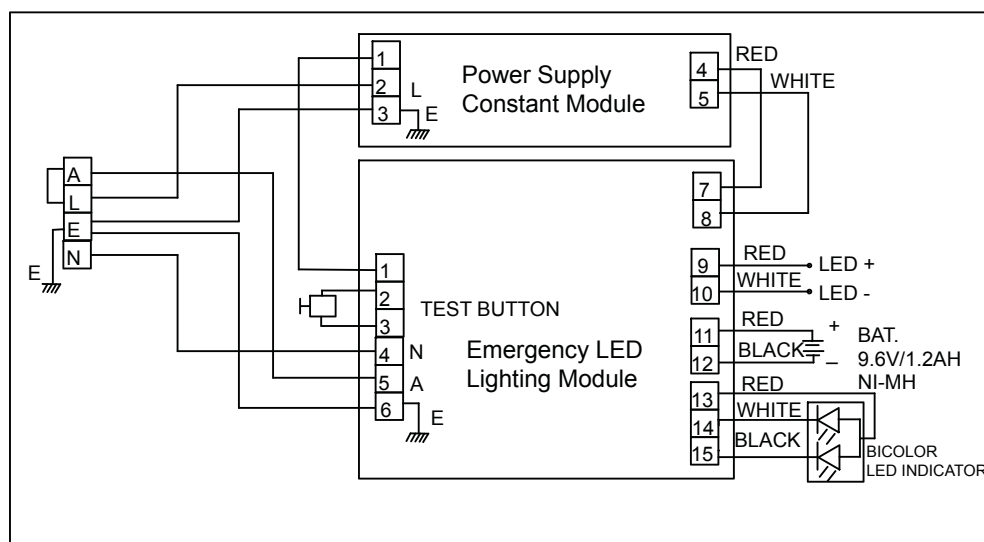 1
2 L
3 E
Power Supply
Constant Module
4 RED
5 WHITE
A
L
E
N
E
7
8
1
2
3
4 N
5 A
6 E
TEST BUTTON
Emergency LED
Lighting Module
9 RED LED +
10 WHITE LED -
11 RED +
12 BLACK –
BAT.
9.6V/1.2AH
NI-MH
13 RED
14 WHITE
15 BLACK
BICOLOR
LED INDICATOR